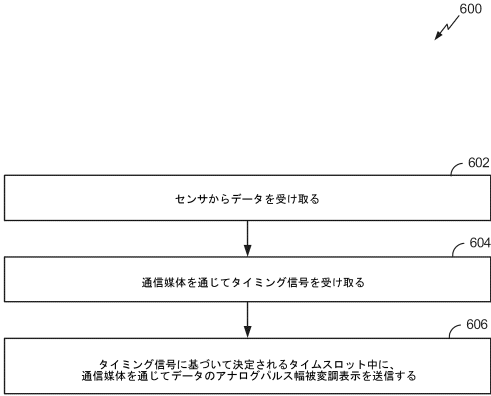 600
602
センサからデータを受け取る
604
通信媒体を通じてタイミング信号を受け取る
606
タイミング信号に基づいて決定されるタイムスロット中に、
通信媒体を通じてデータのアナログパルス幅被変調表示を送信する